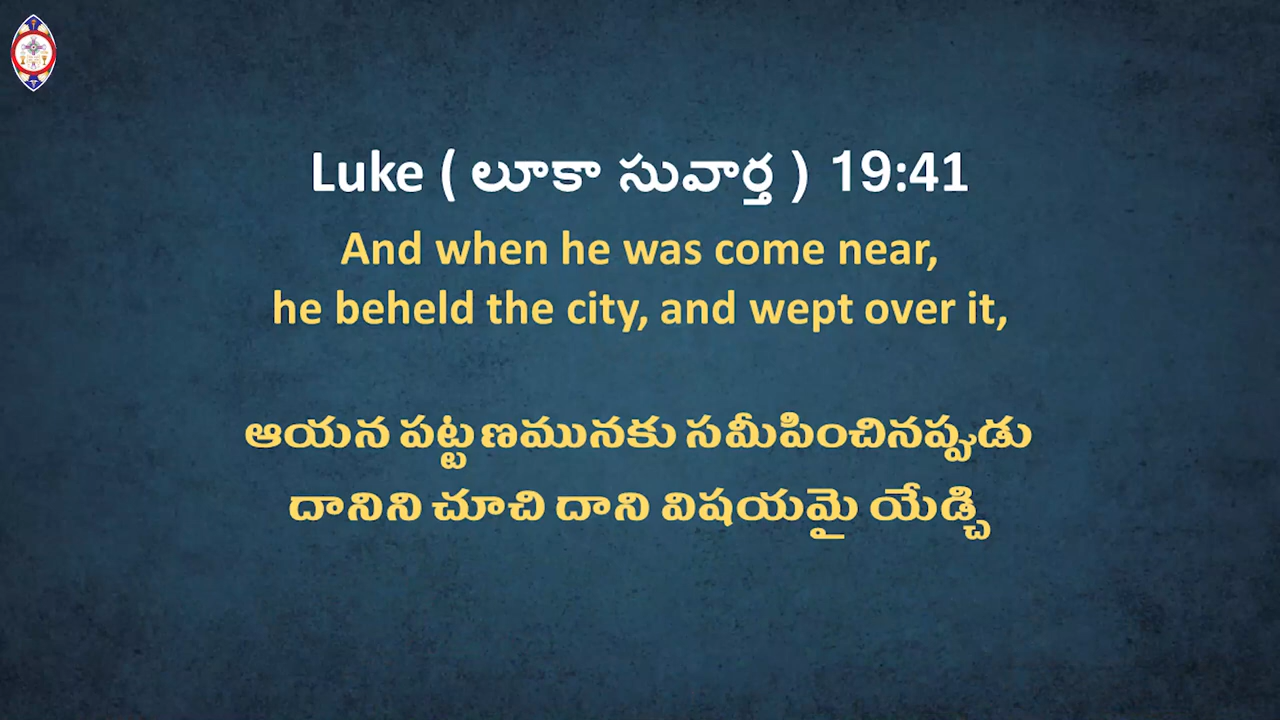 Luke ( లూకా సువార్త ) 19:41
And when he was come near,
he beheld the city, and wept over it,
ఆయన పట్టణమునకు సమీపించినప్పుడు
దానిని చూచి దాని విషయమై యేడ్చి